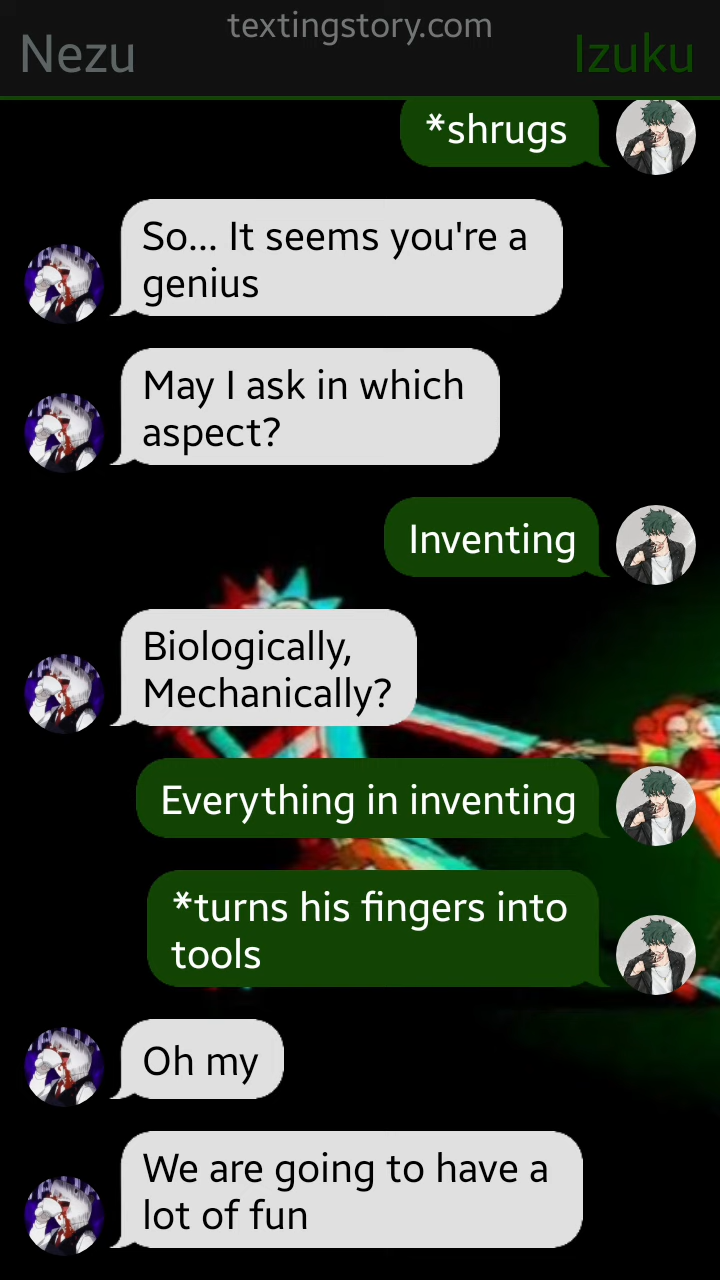 textingstory.com
Nezu
Izuku
*shrugs
So... It seems you're a
genius
May I ask in which
aspect?
Inventing
Biologically,
Mechanically?
Everything in inventing
*turns his fingers into
tools
Oh my
We are going to have a
lot of fun